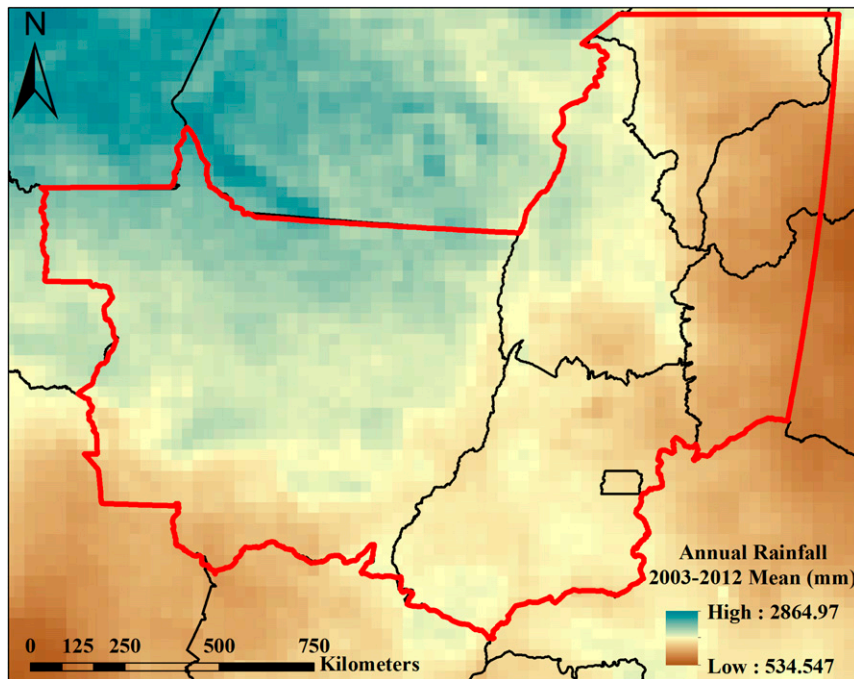 N
Annual Rainfall
2003-2012 Mean (mm)
High : 2864.97
Low : 534.547
0 125 250 500 750
Kilometers